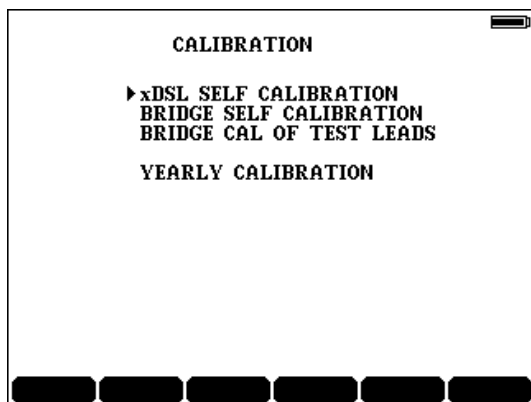 CALIBRATION
xDSL SELF CALIBRATION
BRIDGE SELF CALIBRATION
BRIDGE CAL OF TEST LEADS
YEARLY CALIBRATION